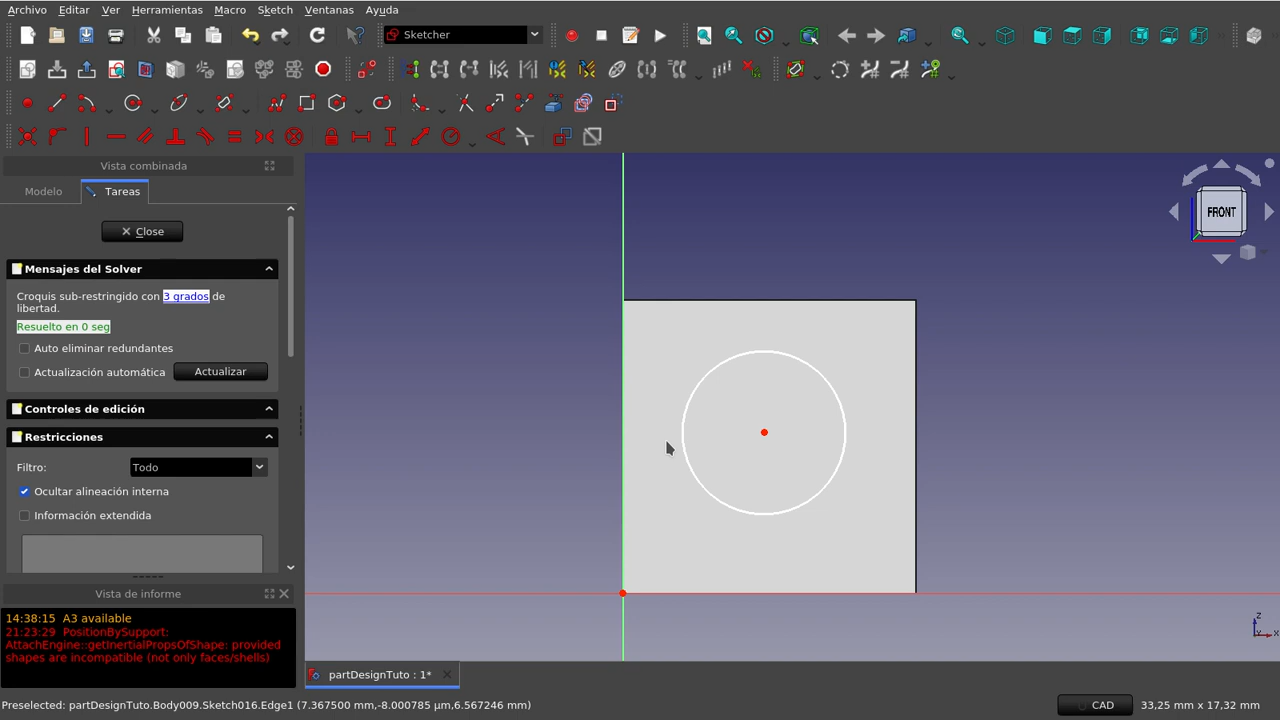 Archivo Editar Ver Herramientas Macro Sketch Ventanas Ayuda
Sketcher
Vista combinada
Modelo Tareas
Close
Mensajes del Solver
Croquis sub-restringido con 3 grados de
libertad.
Resuelto en 0 seg
Auto eliminar redundantes
Actualización automática Actualizar
Controles de edición
Restricciones
Filtro: Todo
Ocultar alineación interna
Información extendida
Vista de informe
14:38:15 A3 available
21:23:29 PositionBySupport:
AttachEngine::getInertialPropsOfShape: provided
shapes are incompatible (not only faces/shells)
FRONT
Z
X
partDesignTuto : 1*
Preselected: partDesignTuto.Body009.Sketch016.Edge1 (7.367500 mm,-8.000785 µm,6.567246 mm)
CAD 33,25 mm x 17,32 mm